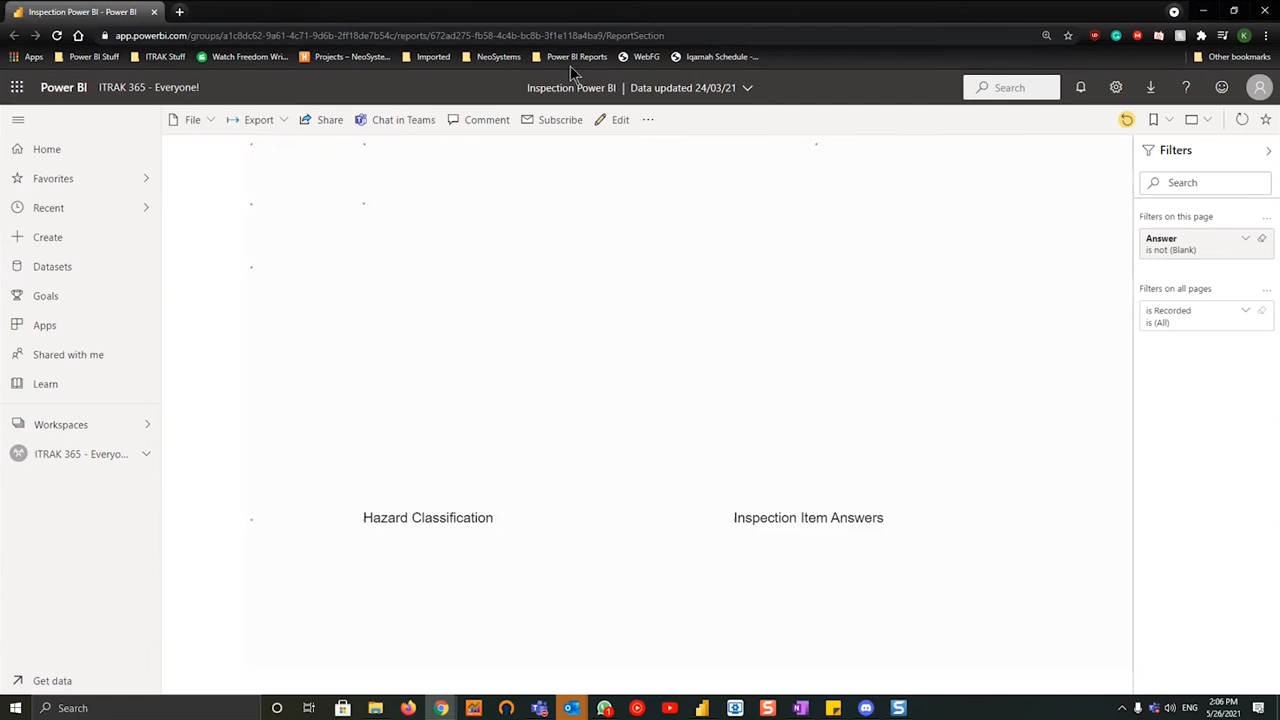 Inspection Power BI - Power BI
app.powerbi.com/groups/a1c8dc62-9a61-4c71-9d6b-2ff18de7b54c/reports/672ad275-fb58-4c4b-bc8b-3f1e118a4ba9/ReportSection
Apps Power BI Stuff ITRAK Stuff Watch Freedom Wri... Projects – NeoSyste... Imported NeoSystems Power BI Reports WebFG Iqamah Schedule -... Other bookmarks
Power BI ITRAK 365 - Everyone! Inspection Power BI | Data updated 24/03/21 Search
File Export Share Chat in Teams Comment Subscribe Edit ...
Home
Favorites
Recent
Create
Datasets
Goals
Apps
Shared with me
Learn
Workspaces
ITRAK 365 - Everyo...
Get data
Hazard Classification Inspection Item Answers
Filters
Search
Filters on this page ...
Answer
is not (Blank)
Filters on all pages ...
is Recorded
is (All)
Search ENG 2:06 PM
5/26/2021